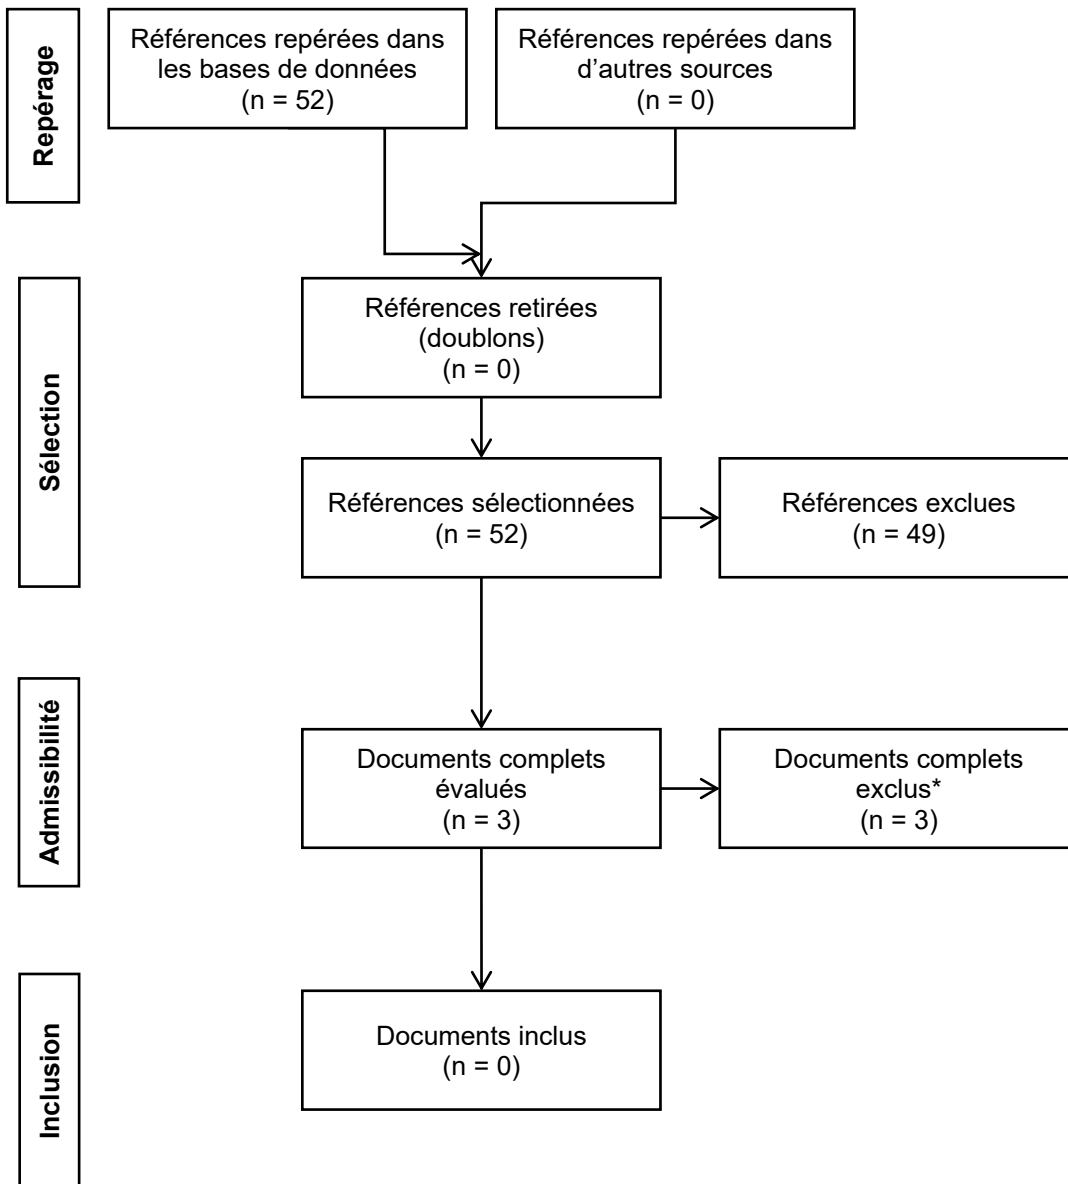 Repérage
Références repérées dans
les bases de données
(n = 52)
Références repérées dans
d’autres sources
(n = 0)
Sélection
Références retirées
(doublons)
(n = 0)
Références sélectionnées
(n = 52)
Références exclues
(n = 49)
Admissibilité
Documents complets
évalués
(n = 3)
Documents complets
exclus*
(n = 3)
Inclusion
Documents inclus
(n = 0)